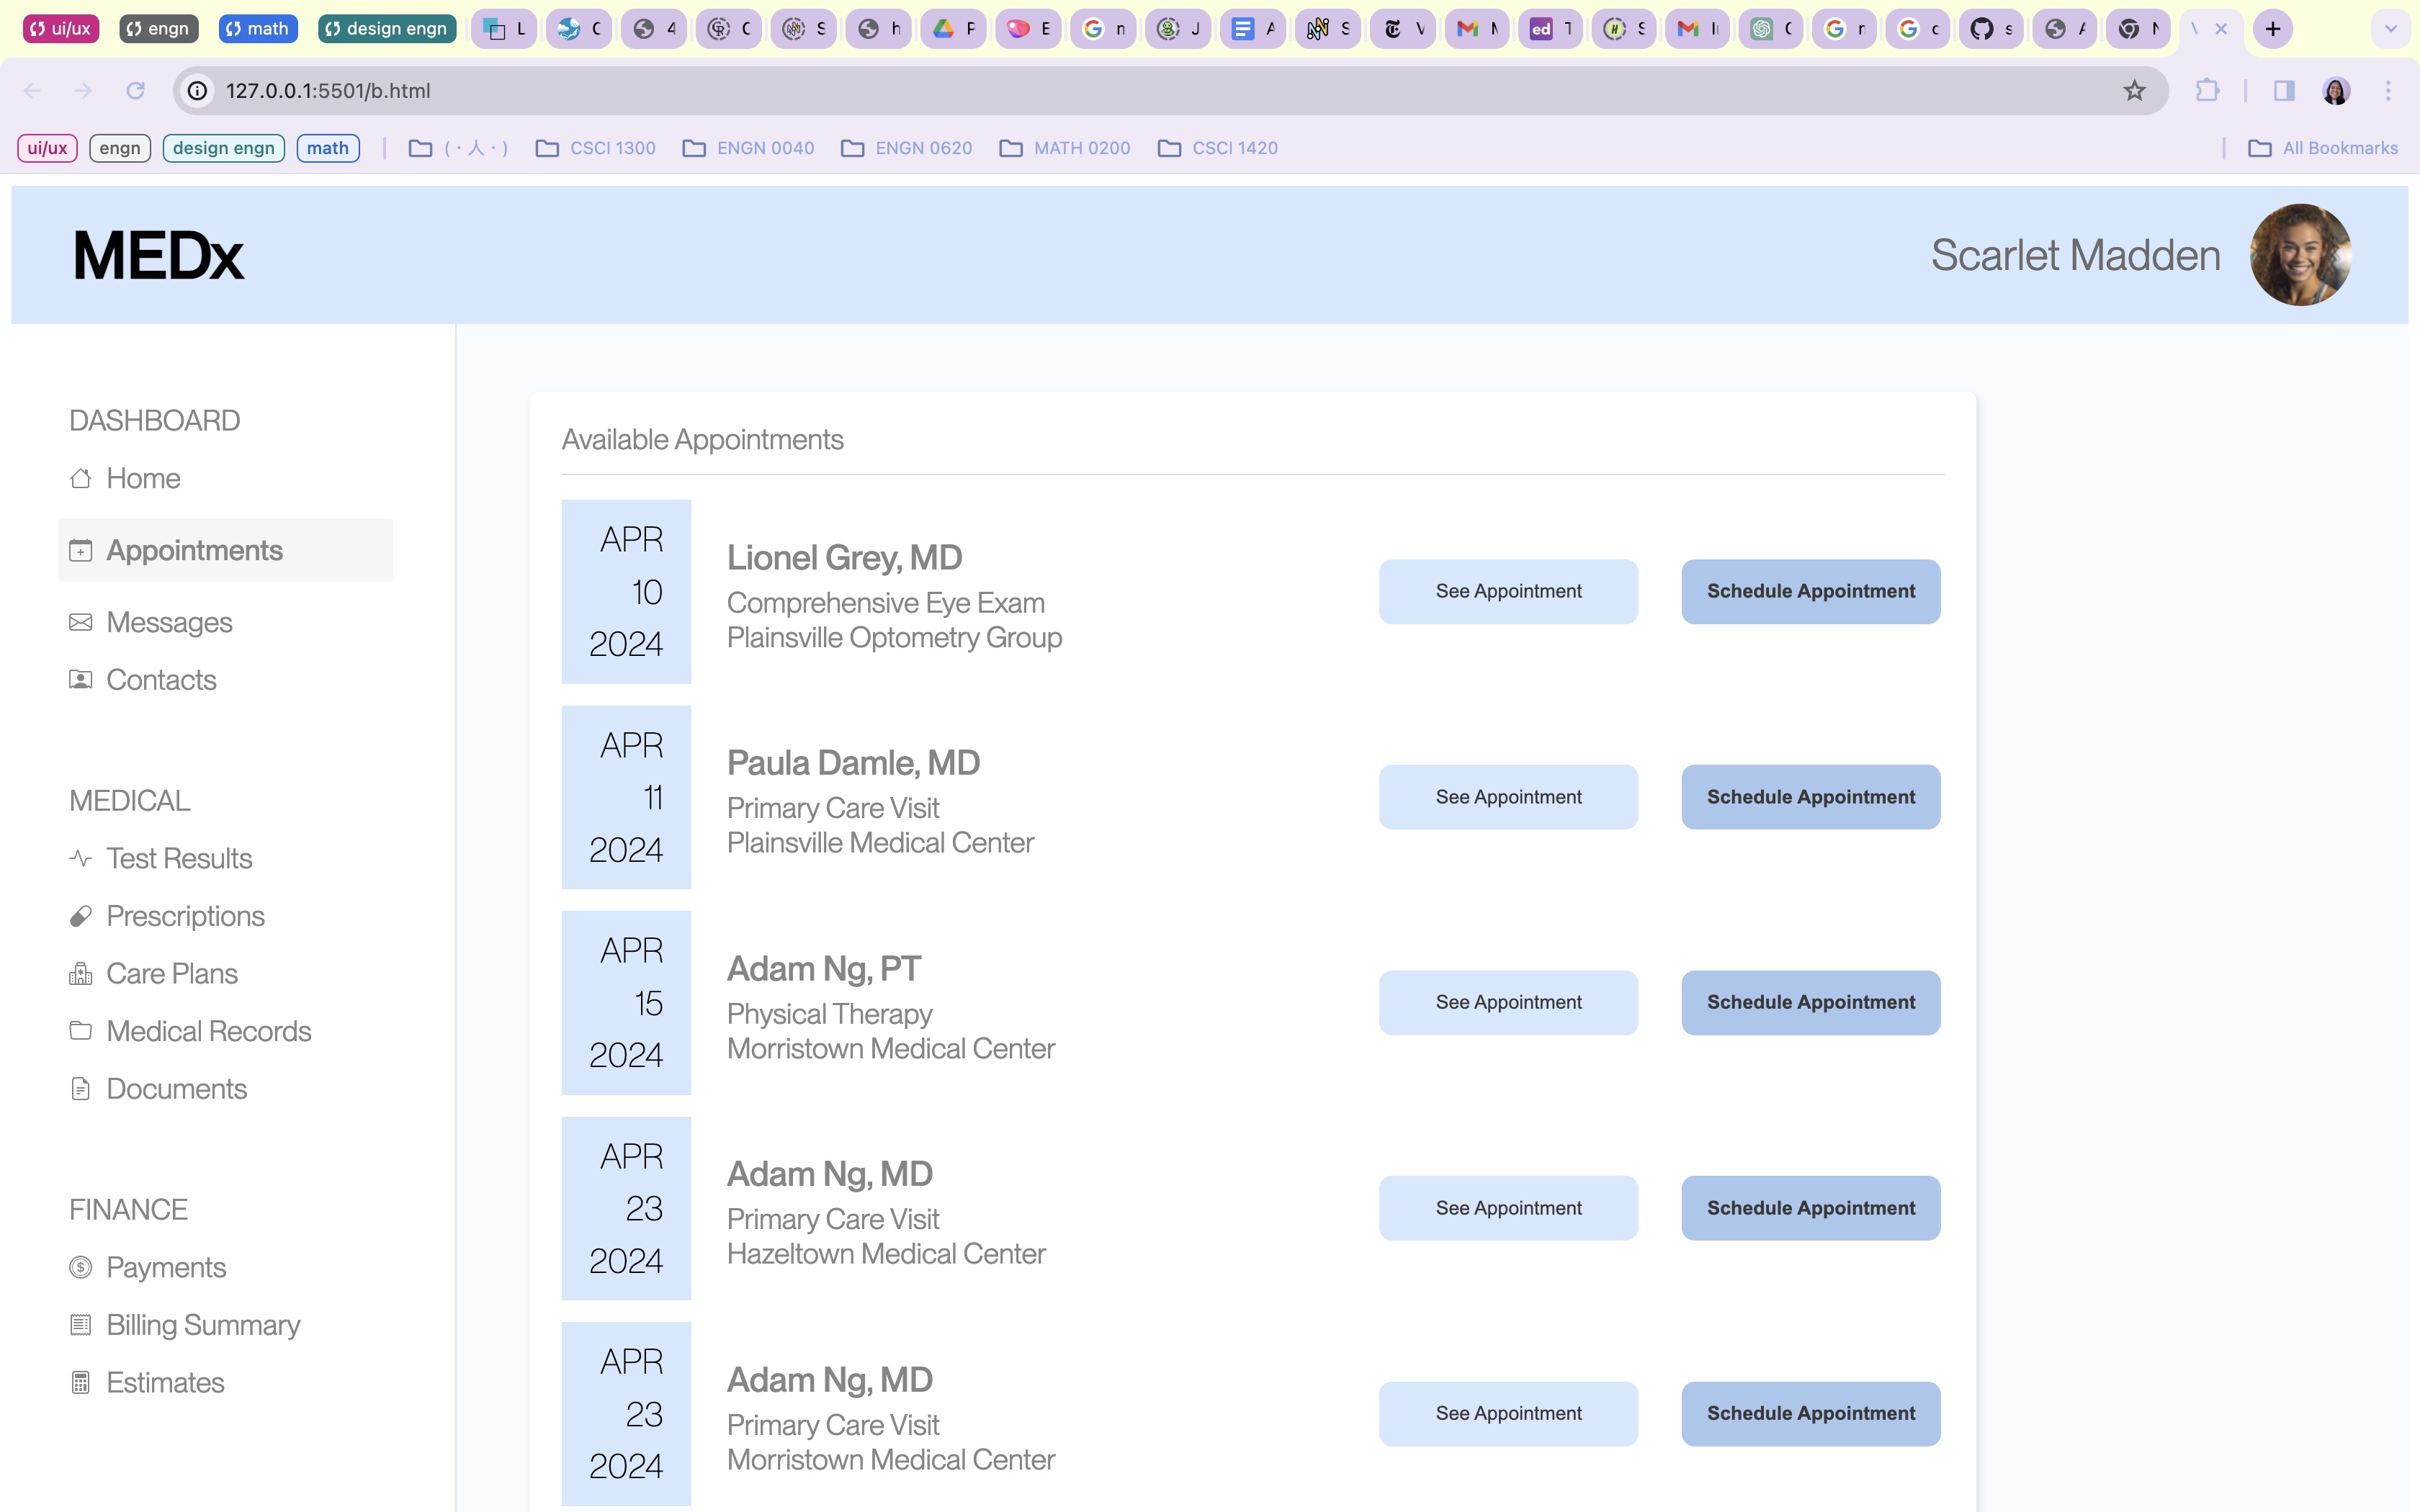 ui/ux engn math design engn L C 4 C S h P E n J A S V M ed T S I C n c s A N
127.0.0.1:5501/b.html
ui/ux engn design engn math (·人·) CSCI 1300 ENGN 0040 ENGN 0620 MATH 0200 CSCI 1420 All Bookmarks
MEDx Scarlet Madden
DASHBOARD
Home
Appointments
Messages
Contacts
MEDICAL
Test Results
Prescriptions
Care Plans
Medical Records
Documents
FINANCE
Payments
Billing Summary
Estimates
Available Appointments
APR
10
2024
Lionel Grey, MD
Comprehensive Eye Exam
Plainsville Optometry Group
See Appointment Schedule Appointment
APR
11
2024
Paula Damle, MD
Primary Care Visit
Plainsville Medical Center
See Appointment Schedule Appointment
APR
15
2024
Adam Ng, PT
Physical Therapy
Morristown Medical Center
See Appointment Schedule Appointment
APR
23
2024
Adam Ng, MD
Primary Care Visit
Hazeltown Medical Center
See Appointment Schedule Appointment
APR
23
2024
Adam Ng, MD
Primary Care Visit
Morristown Medical Center
See Appointment Schedule Appointment